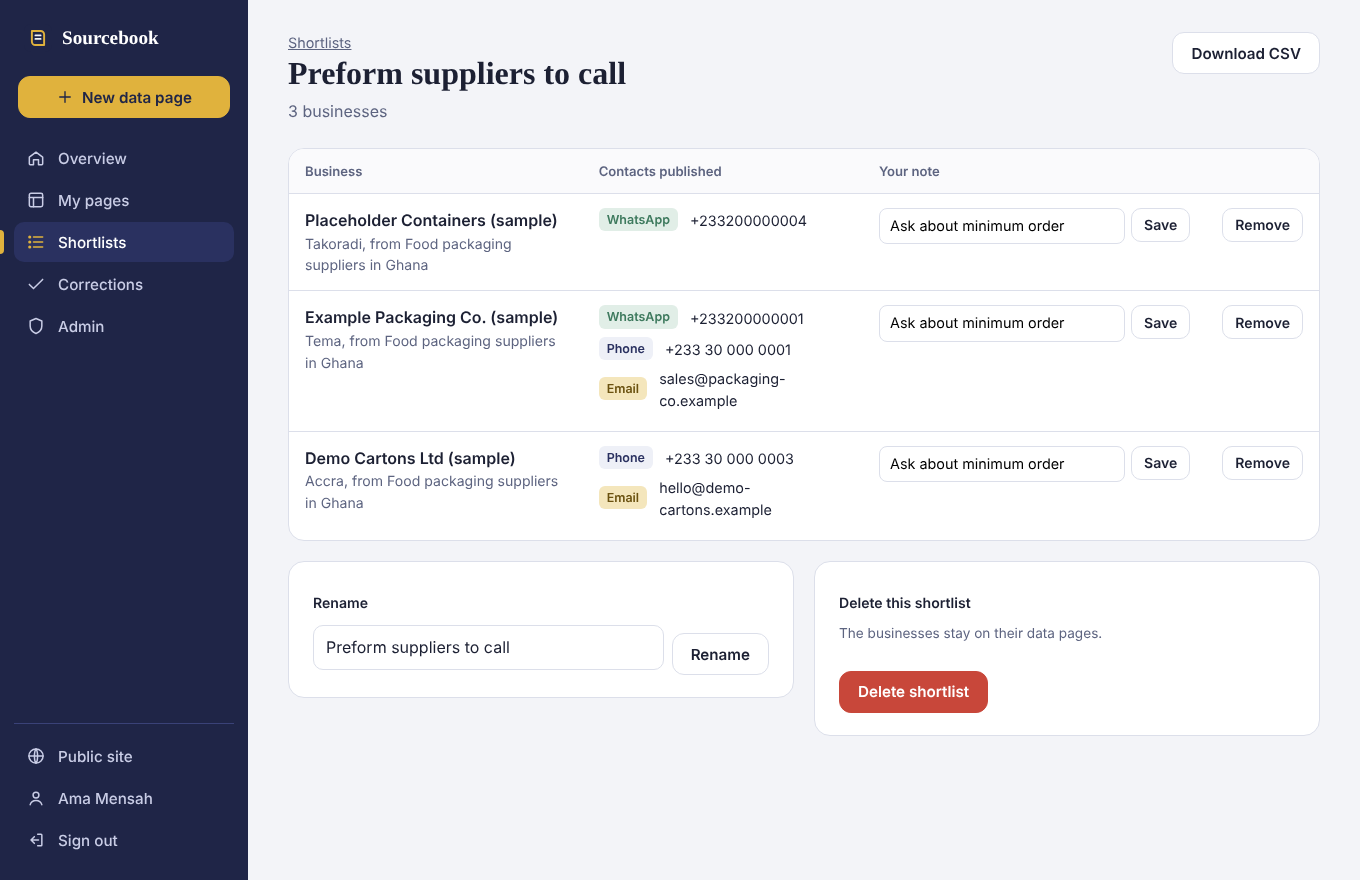 Sourcebook
New data page
Overview
My pages
Shortlists
Corrections
Admin
Public site
Ama Mensah
Sign out
Shortlists
Preform suppliers to call
3 businesses
Download CSV
Business Contacts published Your note
Placeholder Containers (sample)
Takoradi, from Food packaging
suppliers in Ghana
WhatsApp +233200000004
Ask about minimum order Save Remove
Example Packaging Co. (sample)
Tema, from Food packaging suppliers
in Ghana
WhatsApp +233200000001
Phone +233 30 000 0001
Email sales@packaging-
co.example
Ask about minimum order Save Remove
Demo Cartons Ltd (sample)
Accra, from Food packaging suppliers
in Ghana
Phone +233 30 000 0003
Email hello@demo-
cartons.example
Ask about minimum order Save Remove
Rename
Preform suppliers to call Rename
Delete this shortlist
The businesses stay on their data pages.
Delete shortlist